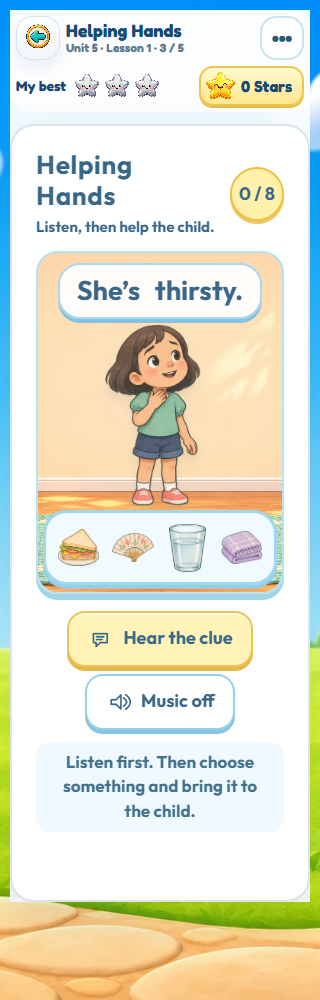 Helping Hands
Unit 5 · Lesson 1 · 3 / 5
•••
My best
0 Stars
Helping
Hands
0 / 8
Listen, then help the child.
She's thirsty.
Hear the clue
Music off
Listen first. Then choose
something and bring it to
the child.